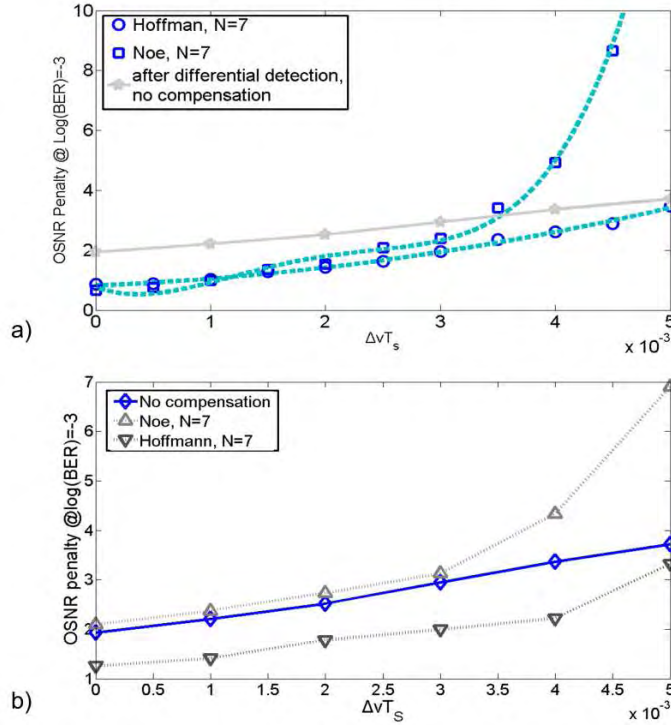 10
Hoffman, N=7
Noe, N=7
after differential detection,
no compensation
8
6
4
2
0
OSNR Penalty @ Log(BER)=-3
0 1 2 3 4 5
ΔvTs
x 10-3
a)
7
No compensation
Noe, N=7
Hoffmann, N=7
6
5
4
3
2
1
OSNR penalty @log(BER)=-3
0 0.5 1 1.5 2 2.5 3 3.5 4 4.5 5
ΔvTS
x 10-3
b)